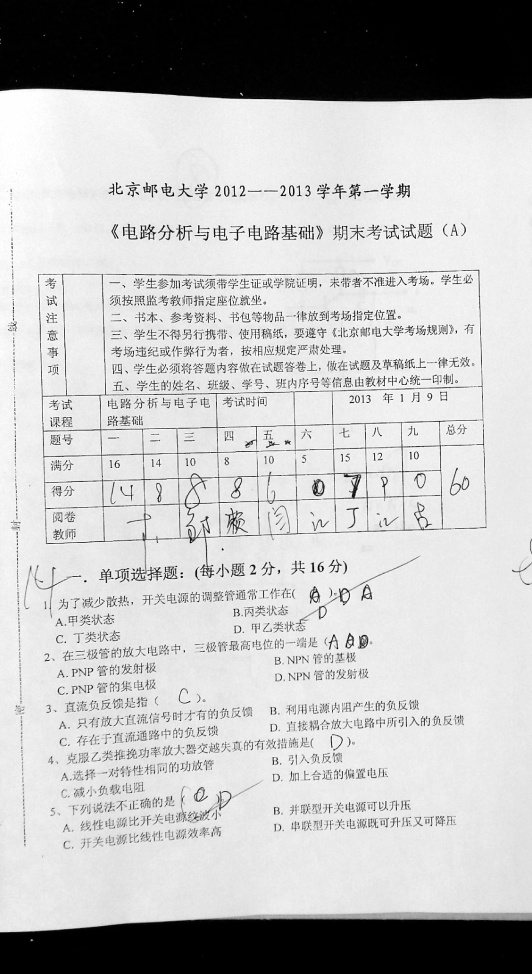 北京邮电大学2012——2013学年第一学期
《电路分析与电子电路基础》期末考试试题（A）
考试注意事项
一、学生参加考试须带学生证或学院证明，未带者不准进入考场。学生必
须按照监考教师指定座位就坐。
二、书本、参考资料、书包等物品一律放到考场指定位置。
三、学生不得另行携带、使用稿纸，要遵守《北京邮电大学考场规则》，有
考场违纪或作弊行为者，按相应规定严肃处理。
四、学生必须将答题内容做在试题答卷上，做在试题及草稿纸上一律无效。
五、学生的姓名、班级、学号、班内序号等信息由教材中心统一印制。
考试课程 电路分析与电子电路基础 考试时间 2013 年 1 月 9 日
题号 一 二 三 四 五 六 七 八 九 总分
满分 16 14 10 8 10 5 15 12 10
得分 14 8 8 8 6 0 7 9 0 60
阅卷教师
14
一．单项选择题：(每小题 2 分，共 16 分)
1、为了减少散热，开关电源的调整管通常工作在( )。 D A
A.甲类状态 B.丙类状态 D
C. 丁类状态 D. 甲乙类状态
2、在三极管的放大电路中，三极管最高电位的一端是（A ）。
A. PNP 管的发射极 B. NPN 管的基极
C. PNP 管的集电极 D. NPN 管的发射极
3、直流负反馈是指（ C ）。
A. 只有放大直流信号时才有的负反馈 B. 利用电源内阻产生的负反馈
C. 存在于直流通路中的负反馈 D. 直接耦合放大电路中所引入的负反馈
4、克服乙类推挽功率放大器交越失真的有效措施是( D )。
A.选择一对特性相同的功放管 B. 引入负反馈
C. 减小负载电阻 D. 加上合适的偏置电压
5、下列说法不正确的是（ D
A. 线性电源比开关电源纹波小 B. 并联型开关电源可以升压
C. 开关电源比线性电源效率高 D. 串联型开关电源既可升压又可降压